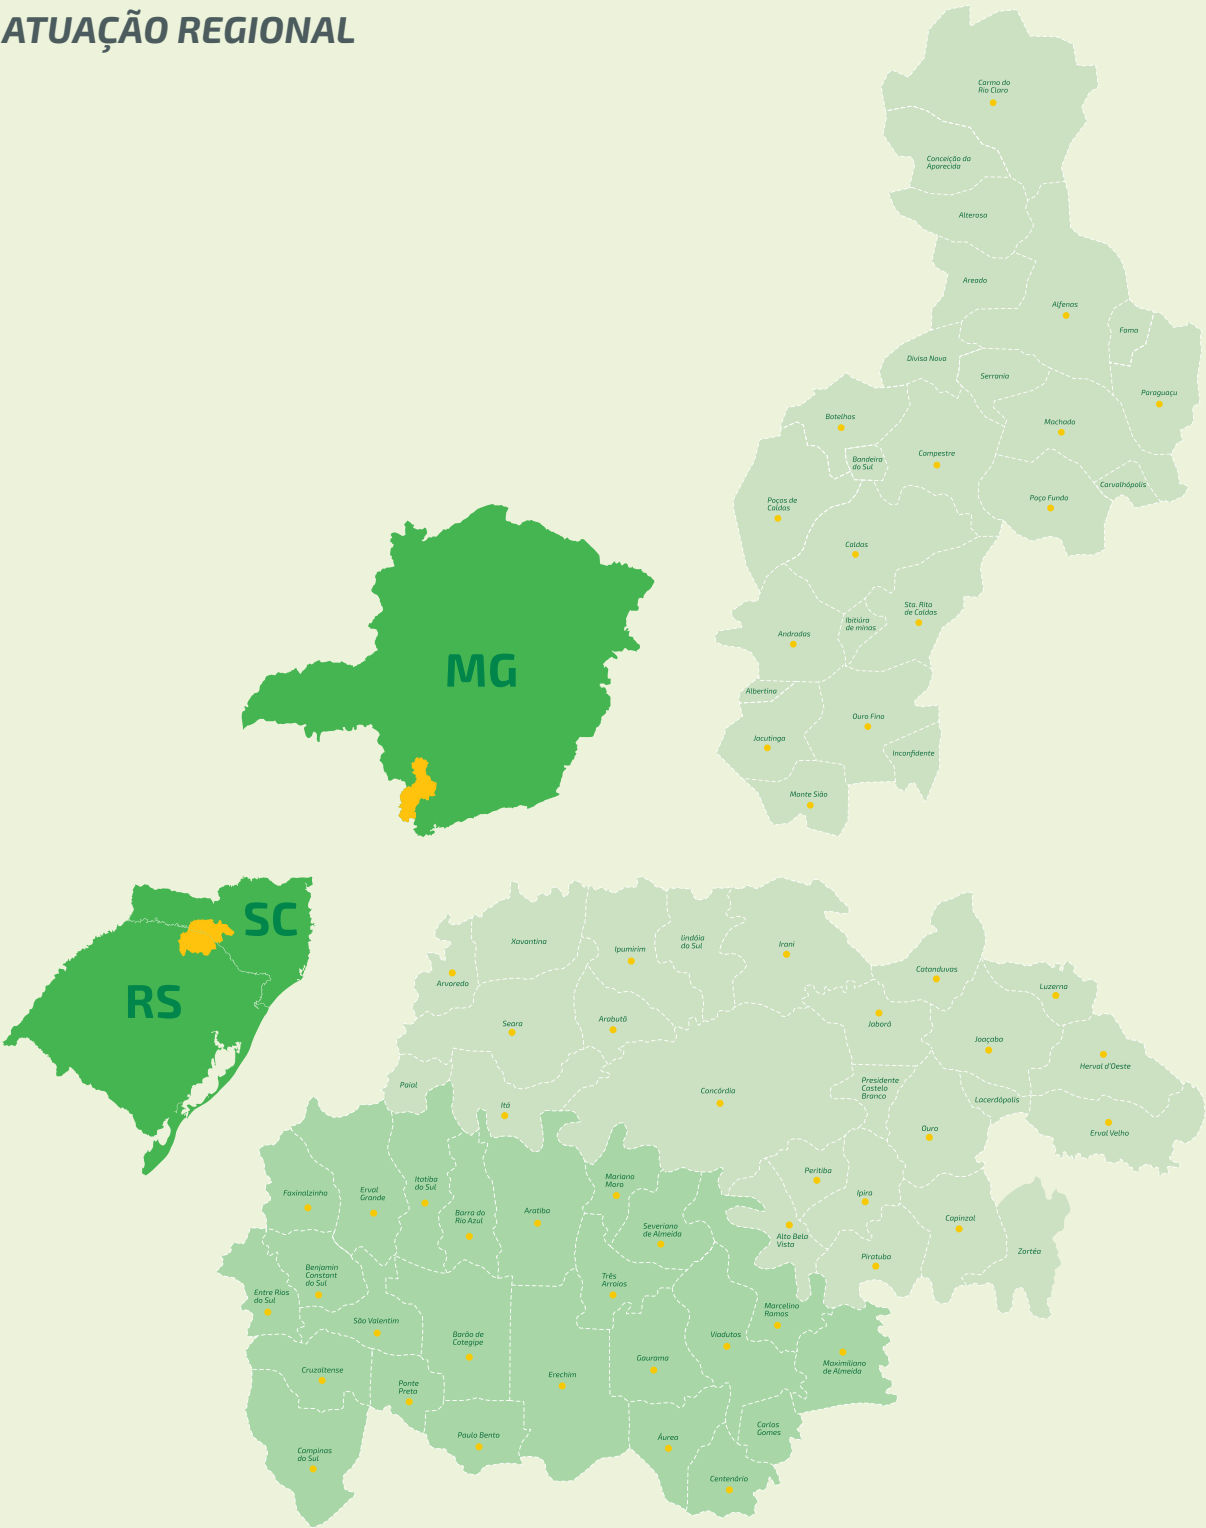 ATUAÇÃO REGIONAL
Carmo do
Rio Claro
Conceição da
Aparecida
Alterosa
Areado
Alfenas
Fama
Divisa Nova
Serrania
Paraguaçu
Botelhos
Machado
Campestre
Bandeira
do Sul
Carvalhópolis
Poços de
Caldas
Poço Fundo
Caldas
Sta. Rita
de Caldas
Ibitiúra
de minas
Andradas
MG
Albertina
Ouro Fino
Jacutinga
Inconfidente
Monte Sião
SC
RS
Xavantina
Ipumirim
lindóia
do Sul
Irani
Arvoredo
Catanduvas
Luzerna
Seara
Arabutã
Jaborá
Joaçaba
Herval d'Oeste
Paial
Concórdia
Presidente
Castelo
Branco
Lacerdópolis
Itá
Ouro
Erval Velho
Peritiba
Ipira
Alto Bela
Vista
Capinzal
Piratuba
Zortéa
Faxinalzinho
Erval
Grande
Itatiba
do Sul
Barra do
Rio Azul
Aratiba
Mariano
Moro
Severiano
de Almeida
Benjamin
Constant
do Sul
Entre Rios
do Sul
Três
Arroios
São Valentim
Barão de
Cotegipe
Marcelino
Ramos
Viadutos
Gaurama
Maximiliano
de Almeida
Cruzaltense
Ponte
Preta
Erechim
Paulo Bento
Áurea
Carlos
Gomes
Campinas
do Sul
Centenário